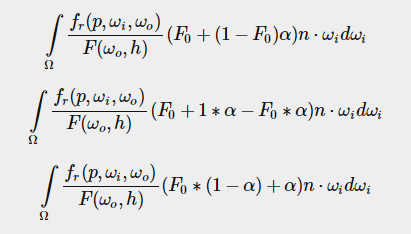 ∫_Ω f_r(p, ω_i, ω_o) / F(ω_o, h) (F_0 + (1 − F_0)α)n · ω_i dω_i
∫_Ω f_r(p, ω_i, ω_o) / F(ω_o, h) (F_0 + 1 ∗ α − F_0 ∗ α)n · ω_i dω_i
∫_Ω f_r(p, ω_i, ω_o) / F(ω_o, h) (F_0 ∗ (1 − α) + α)n · ω_i dω_i